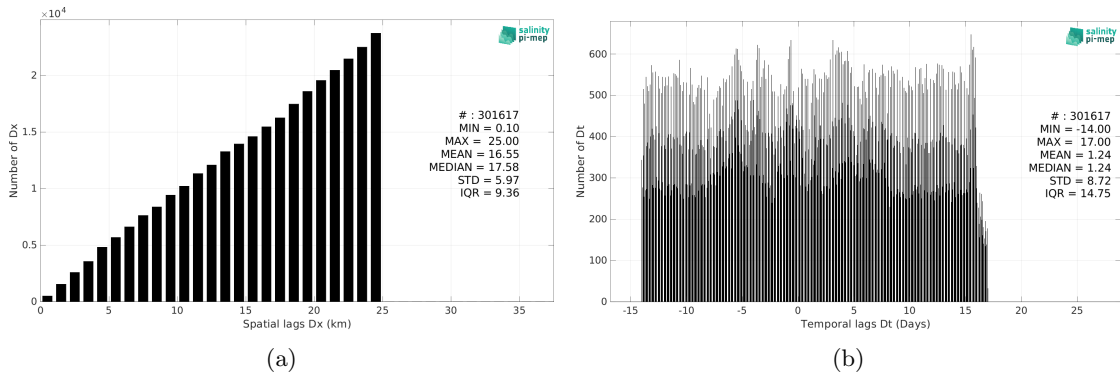 ×10⁴
salinity
pi-mep
# : 301617
MIN = 0.10
MAX = 25.00
MEAN = 16.55
MEDIAN = 17.58
STD = 5.97
IQR = 9.36
Number of Dx
2
1.5
1
0.5
0
0 5 10 15 20 25 30 35
Spatial lags Dx (km)
(a)
salinity
pi-mep
# : 301617
MIN = -14.00
MAX = 17.00
MEAN = 1.24
MEDIAN = 1.24
STD = 8.72
IQR = 14.75
Number of Dt
600
500
400
300
200
100
0
-15 -10 -5 0 5 10 15 20 25
Temporal lags Dt (Days)
(b)